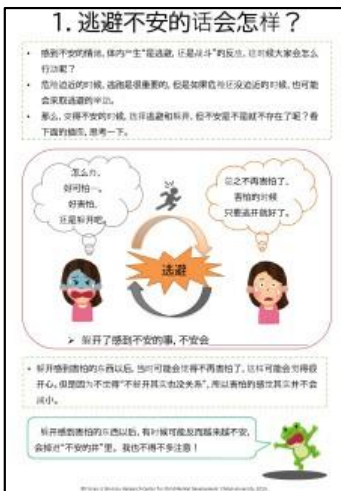 1. 逃避不安的话会怎样？
• 感到不安的情绪，体内产生“是逃避，还是战斗”的反应，这时候大家会怎么
行动呢？
• 危险迫近的时候，逃跑是很重要的，但是如果危险还没迫近的时候，也可能
会采取逃避的举动。
• 那么，变得不安的时候，选择逃避和躲开，但不安是不是就不存在了呢？看
下面的插图，思考一下。
怎么办，
好可怕…。
好害怕，
还是躲开吧。
总之不再害怕了，
害怕的时候
只要逃开就好了。
逃避
➢ 躲开了感到不安的事，不安会
• 躲开感到害怕的东西以后，当时可能会觉得不再害怕了，这样可能会觉得很
开心，但是因为不觉得“不躲开其实也没关系”，所以害怕的感觉其实并不会
减小。
躲开感到害怕的东西以后，有时候可能反而越来越不安，
会掉进“不安的井”里。我也不得不多注意！